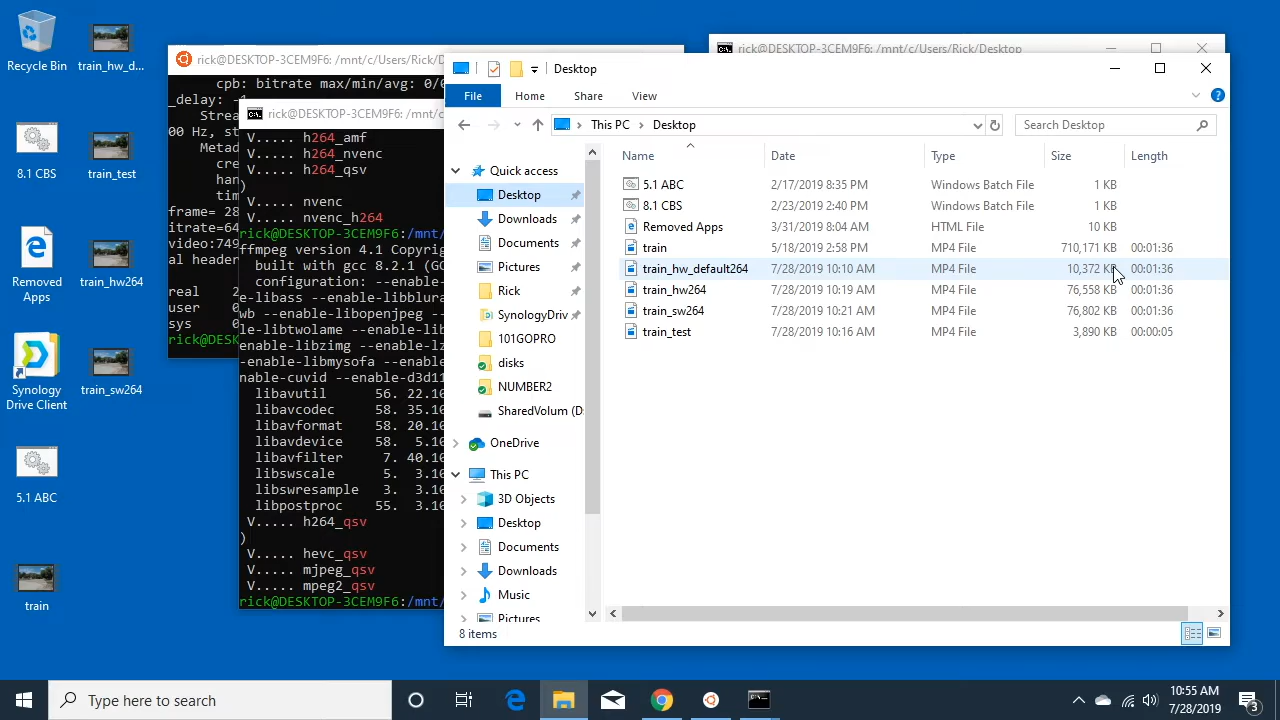 Recycle Bin
train_hw_d...
8.1 CBS
train_test
Removed
Apps
train_hw264
Synology
Drive Client
train_sw264
5.1 ABC
train
rick@DESKTOP-3CEM9F6: /mnt/c/Users/Rick/D
cpb: bitrate max/min/avg: 0/0
_delay: -1
Strea
00 Hz, st
Metad
cre
han
tim
frame= 28
itrate=64
video:749
al header
real 2
user 0
sys 0
rick@DESK
rick@DESKTOP-3CEM9F6: /mnt/c
V..... h264_amf
V..... h264_nvenc
V..... h264_qsv
)
V..... nvenc
V..... nvenc_h264
rick@DESKTOP-3CEM9F6:/mnt/
ffmpeg version 4.1 Copyrig
built with gcc 8.2.1 (GC
configuration: --enable-
le-libass --enable-libblura
wb --enable-libopenjpeg --
le-libtwolame --enable-lib
enable-libzimg --enable-lz
-enable-libmysofa --enable
nable-cuvid --enable-d3d11
libavutil 56. 22.10
libavcodec 58. 35.10
libavformat 58. 20.10
libavdevice 58. 5.10
libavfilter 7. 40.10
libswscale 5. 3.10
libswresample 3. 3.10
libpostproc 55. 3.10
V..... h264_qsv
)
V..... hevc_qsv
V..... mjpeg_qsv
V..... mpeg2_qsv
rick@DESKTOP-3CEM9F6:/mnt/
rick@DESKTOP-3CEM9F6: /mnt/c/Users/Rick/Desktop
Desktop
File Home Share View
This PC > Desktop
Search Desktop
Quick access
Desktop
Downloads
Documents
Pictures
Rick
SynologyDriv
101GOPRO
disks
NUMBER2
SharedVolum (D:
OneDrive
This PC
3D Objects
Desktop
Documents
Downloads
Music
Pictures
Name Date Type Size Length
5.1 ABC 2/17/2019 8:35 PM Windows Batch File 1 KB
8.1 CBS 2/23/2019 2:40 PM Windows Batch File 1 KB
Removed Apps 3/31/2019 8:04 AM HTML File 10 KB
train 5/18/2019 2:58 PM MP4 File 710,171 KB 00:01:36
train_hw_default264 7/28/2019 10:10 AM MP4 File 10,372 KB 00:01:36
train_hw264 7/28/2019 10:19 AM MP4 File 76,558 KB 00:01:36
train_sw264 7/28/2019 10:21 AM MP4 File 76,802 KB 00:01:36
train_test 7/28/2019 10:16 AM MP4 File 3,890 KB 00:00:05
8 items
Type here to search
10:55 AM
7/28/2019
3